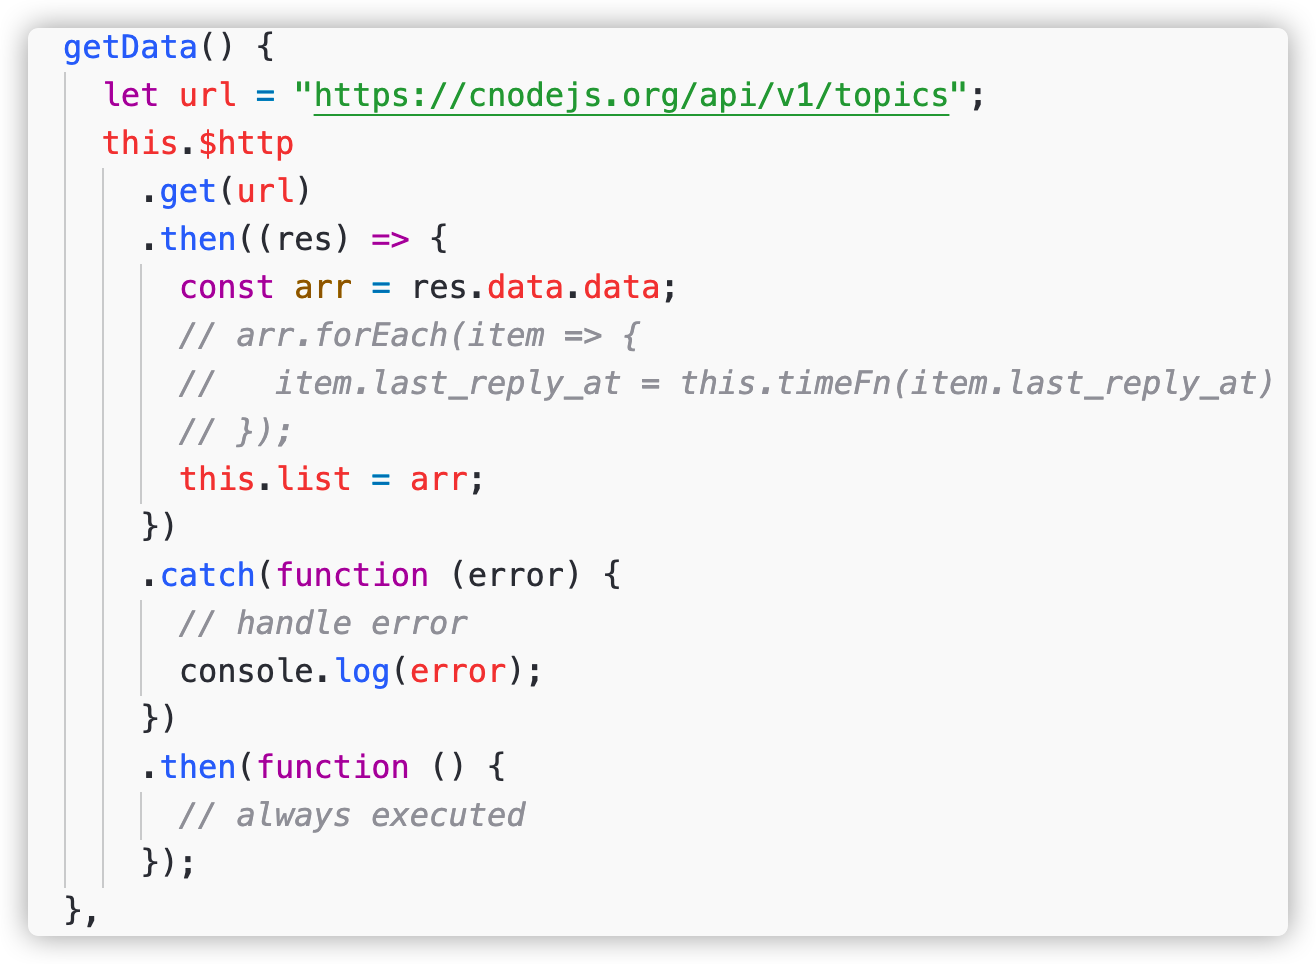 getData() {
  let url = "https://cnodejs.org/api/v1/topics";
  this.$http
    .get(url)
    .then((res) => {
      const arr = res.data.data;
      // arr.forEach(item => {
      //   item.last_reply_at = this.timeFn(item.last_reply_at)
      // });
      this.list = arr;
    })
    .catch(function (error) {
      // handle error
      console.log(error);
    })
    .then(function () {
      // always executed
    });
},